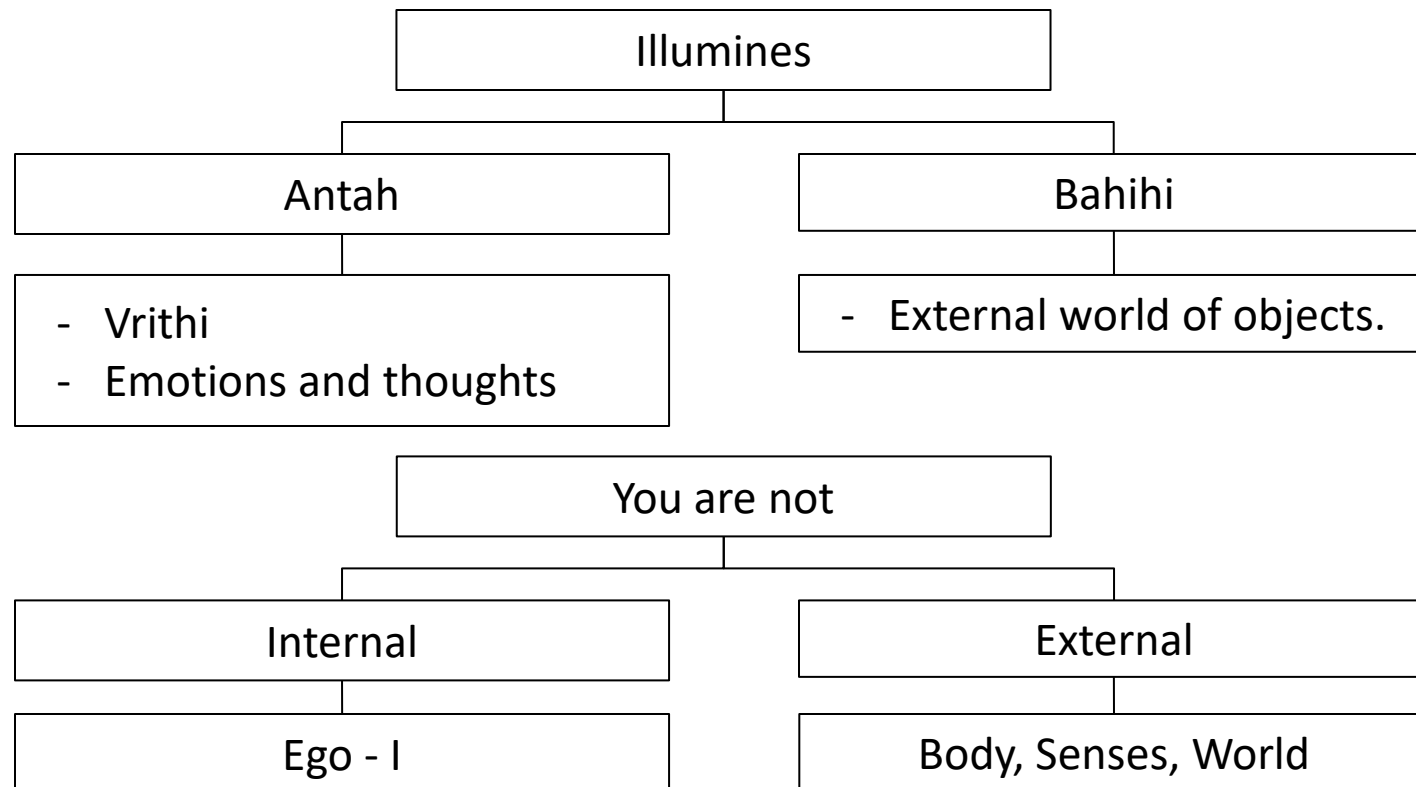 Illumines
Antah
Bahihi
- Vrithi
- Emotions and thoughts
- External world of objects.
You are not
Internal
External
Ego - I
Body, Senses, World